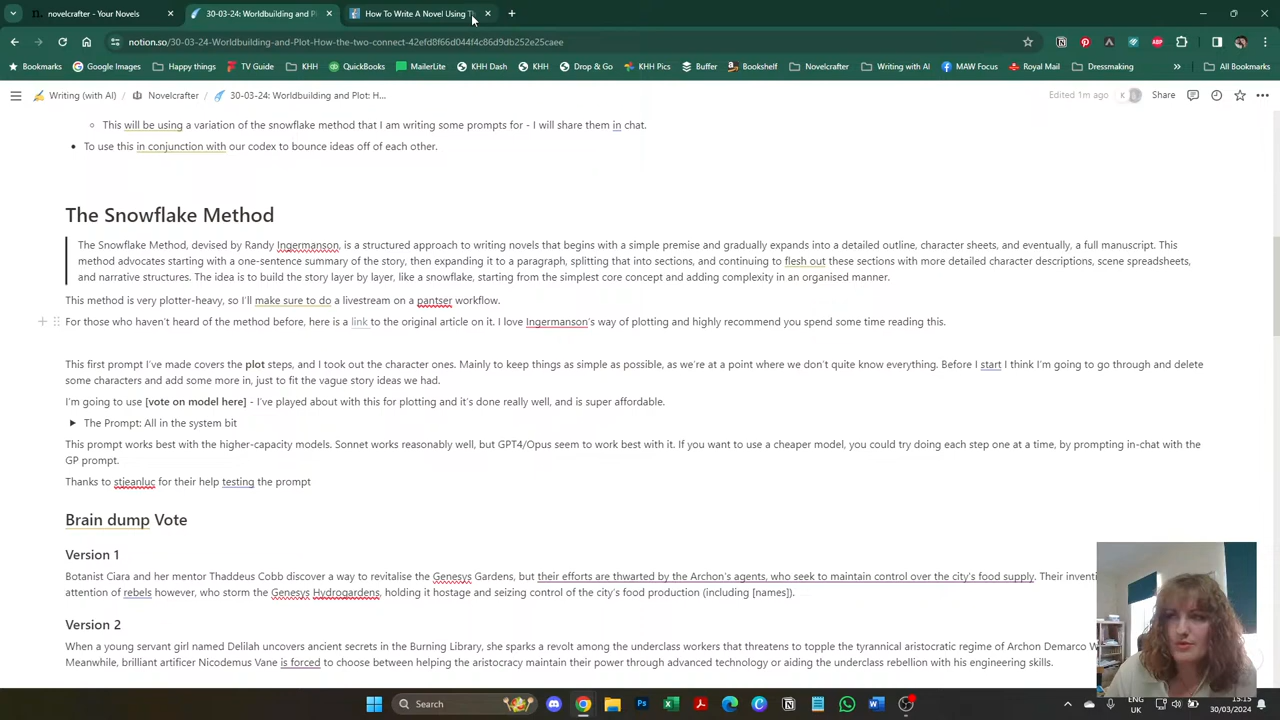 novelcrafter - Your Novels
30-03-24: Worldbuilding and Pl
How To Write A Novel Using T
notion.so/30-03-24-Worldbuilding-and-Plot-How-the-two-connect-42efd8f66d044f4c86d9db252e25caee
Bookmarks Google Images Happy things TV Guide KHH QuickBooks MailerLite KHH Dash KHH Drop & Go KHH Pics Buffer Bookshelf Novelcrafter Writing with AI MAW Focus Royal Mail Dressmaking All Bookmarks
Writing (with AI) / Novelcrafter / 30-03-24: Worldbuilding and Plot: H...
Edited 1m ago K Share
This will be using a variation of the snowflake method that I am writing some prompts for - I will share them in chat.
To use this in conjunction with our codex to bounce ideas off of each other.
The Snowflake Method
The Snowflake Method, devised by Randy Ingermanson, is a structured approach to writing novels that begins with a simple premise and gradually expands into a detailed outline, character sheets, and eventually, a full manuscript. This
method advocates starting with a one-sentence summary of the story, then expanding it to a paragraph, splitting that into sections, and continuing to flesh out these sections with more detailed character descriptions, scene spreadsheets,
and narrative structures. The idea is to build the story layer by layer, like a snowflake, starting from the simplest core concept and adding complexity in an organised manner.
This method is very plotter-heavy, so I'll make sure to do a livestream on a pantser workflow.
For those who haven't heard of the method before, here is a link to the original article on it. I love Ingermanson's way of plotting and highly recommend you spend some time reading this.
This first prompt I've made covers the plot steps, and I took out the character ones. Mainly to keep things as simple as possible, as we're at a point where we don't quite know everything. Before I start I think I'm going to go through and delete
some characters and add some more in, just to fit the vague story ideas we had.
I'm going to use [vote on model here] - I've played about with this for plotting and it's done really well, and is super affordable.
The Prompt: All in the system bit
This prompt works best with the higher-capacity models. Sonnet works reasonably well, but GPT4/Opus seem to work best with it. If you want to use a cheaper model, you could try doing each step one at a time, by prompting in-chat with the
GP prompt.
Thanks to stjeanluc for their help testing the prompt
Brain dump Vote
Version 1
Botanist Ciara and her mentor Thaddeus Cobb discover a way to revitalise the Genesys Gardens, but their efforts are thwarted by the Archon's agents, who seek to maintain control over the city's food supply. Their inventi
attention of rebels however, who storm the Genesys Hydrogardens, holding it hostage and seizing control of the city's food production (including [names]).
Version 2
When a young servant girl named Delilah uncovers ancient secrets in the Burning Library, she sparks a revolt among the underclass workers that threatens to topple the tyrannical aristocratic regime of Archon Demarco
Meanwhile, brilliant artificer Nicodemus Vane is forced to choose between helping the aristocracy maintain their power through advanced technology or aiding the underclass rebellion with his engineering skills.
Search
ENG
UK
15:15
30/03/2024